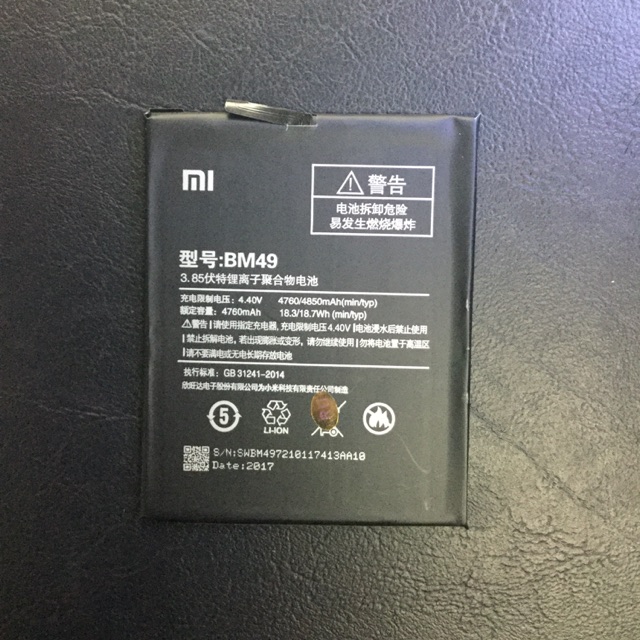 mi
警告
电池拆卸危险
易发生燃烧爆炸
型号:BM49
3.85伏特锂离子聚合物电池
充电限制电压: 4.40V 4760/4850mAh(min/typ)
额定容量: 4760mAh 18.3/18.7Wh (min/typ)
警告 | 请使用指定充电器, 充电限制电压4.40V | 电池浸水后禁止使用
| 禁止拆解电池, 若出现膨胀或变形, 请勿继续使用 | 勿将电池置于高温区
| 请不要满电或无电长期存放电池
执行标准: GB 31241-2014
欣旺达电子股份有限公司为小米科技有限责任公司制造
5
LI-ION
S/N:SWBM497210117413AA10
Date:2017